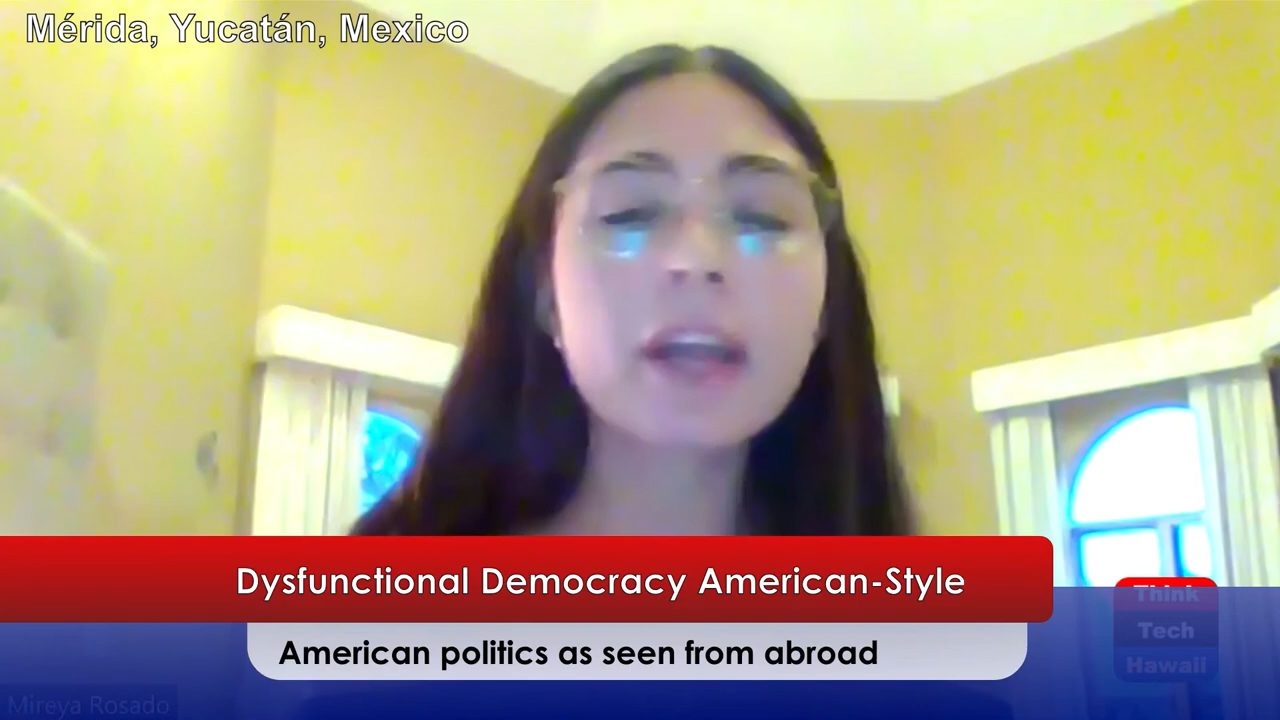 Mérida, Yucatán, Mexico
Dysfunctional Democracy American-Style
American politics as seen from abroad
Think
Tech
Hawaii
Mireya Rosado